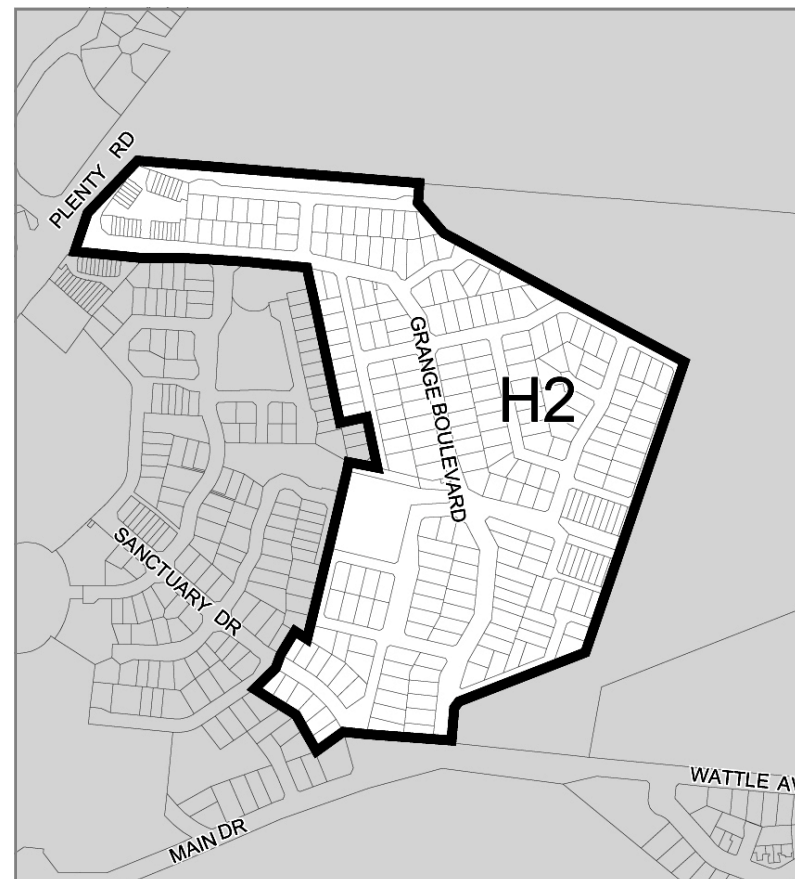 PLENTY RD
GRANGE BOULEVARD
H2
SANCTUARY DR
WATTLE AV
MAIN DR